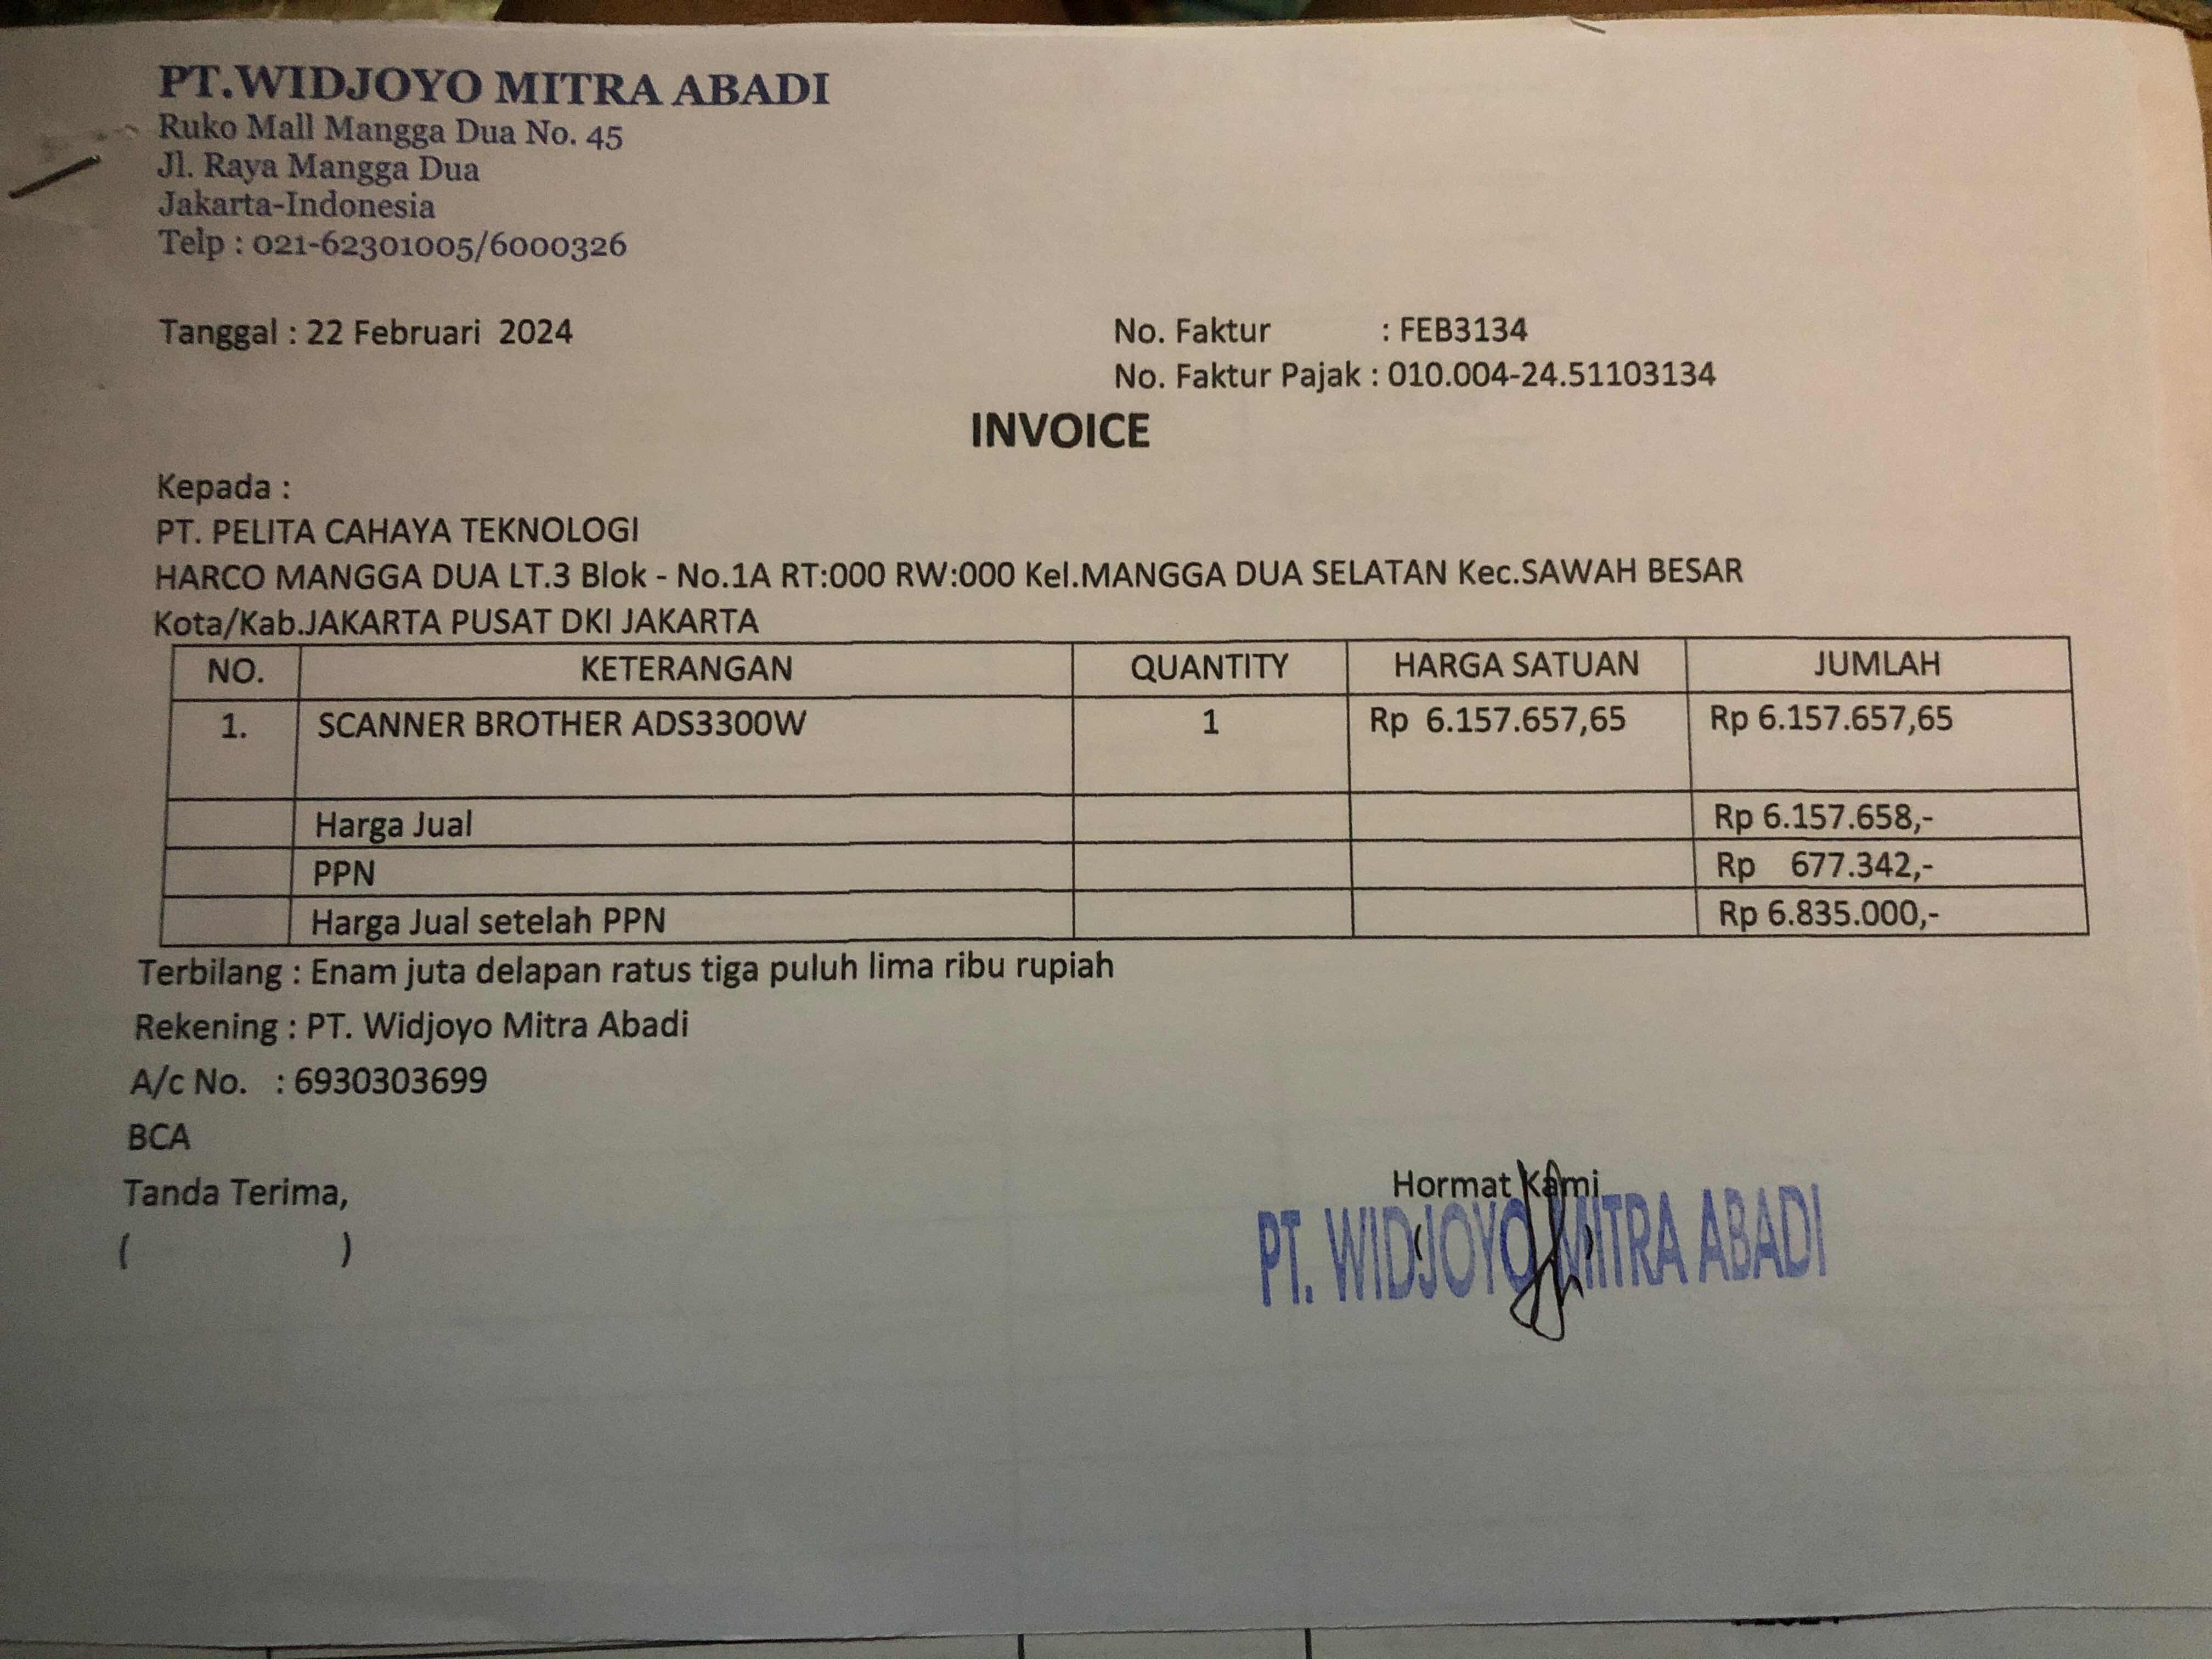 PT.WIDJOYO MITRA ABADI
Ruko Mall Mangga Dua No. 45
Jl. Raya Mangga Dua
Jakarta-Indonesia
Telp : 021-62301005/6000326
Tanggal : 22 Februari 2024
No. Faktur : FEB3134
No. Faktur Pajak : 010.004-24.51103134
INVOICE
Kepada :
PT. PELITA CAHAYA TEKNOLOGI
HARCO MANGGA DUA LT.3 Blok - No.1A RT:000 RW:000 Kel.MANGGA DUA SELATAN Kec.SAWAH BESAR
Kota/Kab.JAKARTA PUSAT DKI JAKARTA
NO. KETERANGAN QUANTITY HARGA SATUAN JUMLAH
1. SCANNER BROTHER ADS3300W 1 Rp 6.157.657,65 Rp 6.157.657,65
Harga Jual Rp 6.157.658,-
PPN Rp 677.342,-
Harga Jual setelah PPN Rp 6.835.000,-
Terbilang : Enam juta delapan ratus tiga puluh lima ribu rupiah
Rekening : PT. Widjoyo Mitra Abadi
A/c No. : 6930303699
BCA
Tanda Terima,
( )
Hormat Kami
PT. WIDJOYO MITRA ABADI
( )